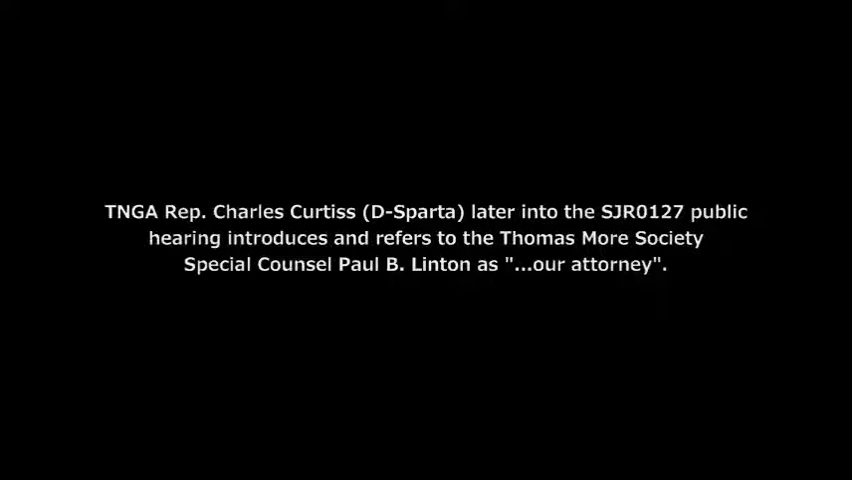 TNGA Rep. Charles Curtiss (D-Sparta) later into the SJR0127 public
hearing introduces and refers to the Thomas More Society
Special Counsel Paul B. Linton as "...our attorney".